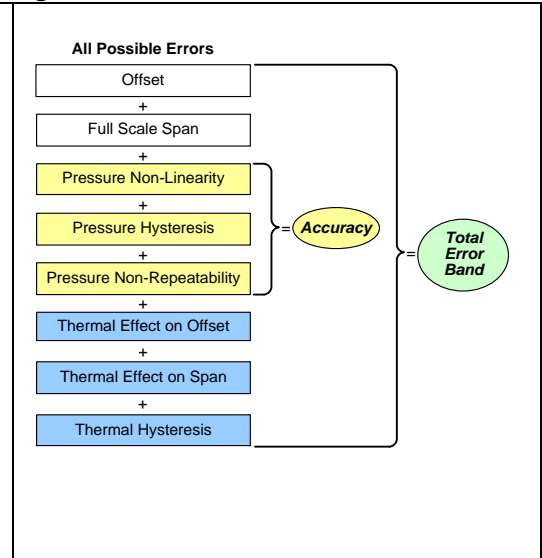 All Possible Errors
Offset
+
Full Scale Span
+
Pressure Non-Linearity
+
Pressure Hysteresis
+
Pressure Non-Repeatability
+
Thermal Effect on Offset
+
Thermal Effect on Span
+
Thermal Hysteresis
= Accuracy
= Total
Error
Band